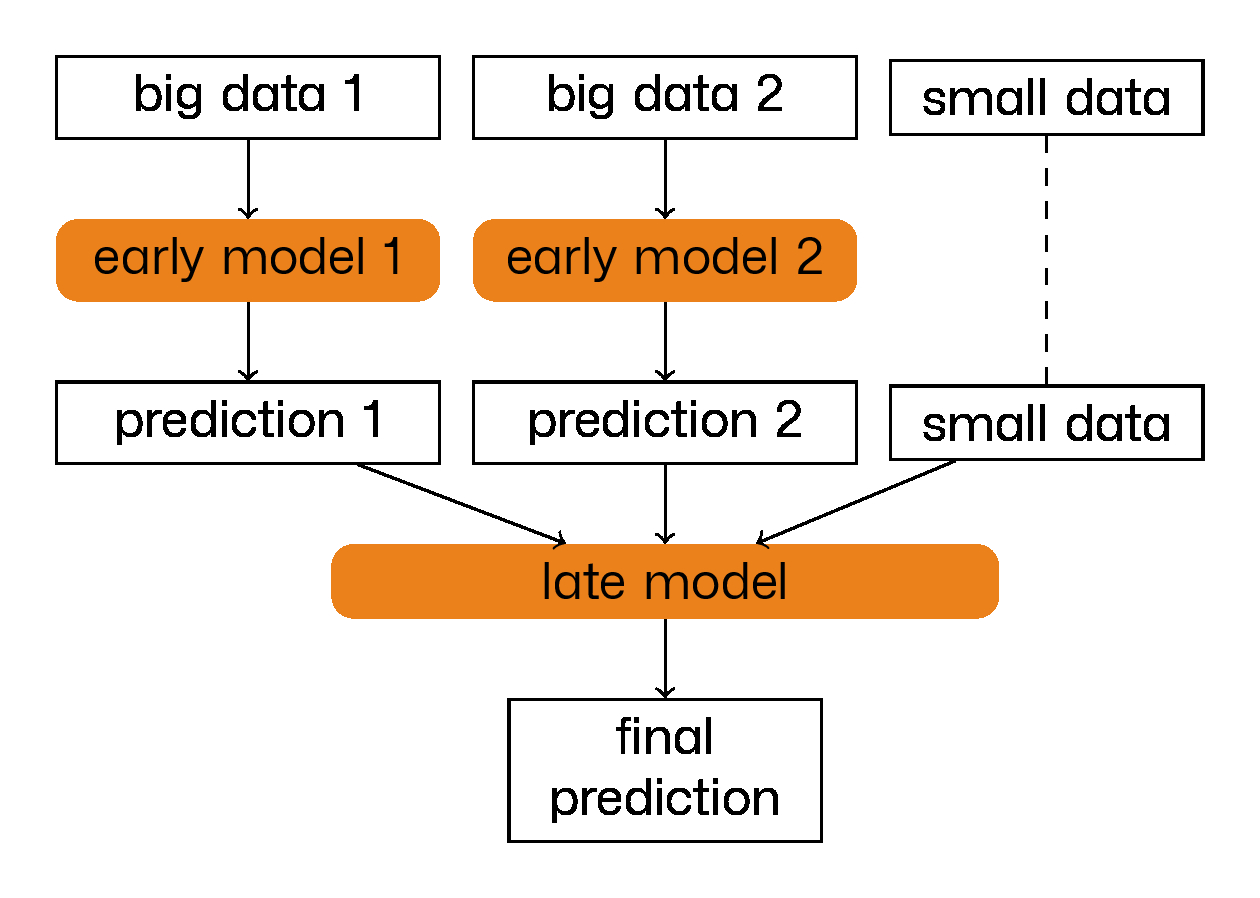 big data 1
big data 2
small data
early model 1
early model 2
prediction 1
prediction 2
small data
late model
final
prediction